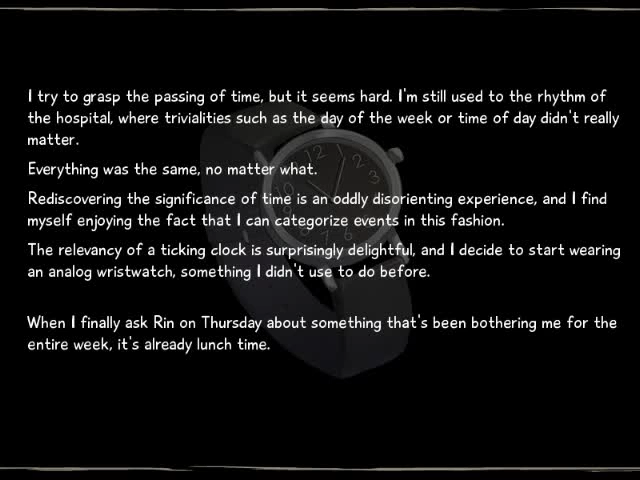 I try to grasp the passing of time, but it seems hard. I'm still used to the rhythm of
the hospital, where trivialities such as the day of the week or time of day didn't really
matter.
Everything was the same, no matter what.
Rediscovering the significance of time is an oddly disorienting experience, and I find
myself enjoying the fact that I can categorize events in this fashion.
The relevancy of a ticking clock is surprisingly delightful, and I decide to start wearing
an analog wristwatch, something I didn't use to do before.
When I finally ask Rin on Thursday about something that's been bothering me for the
entire week, it's already lunch time.